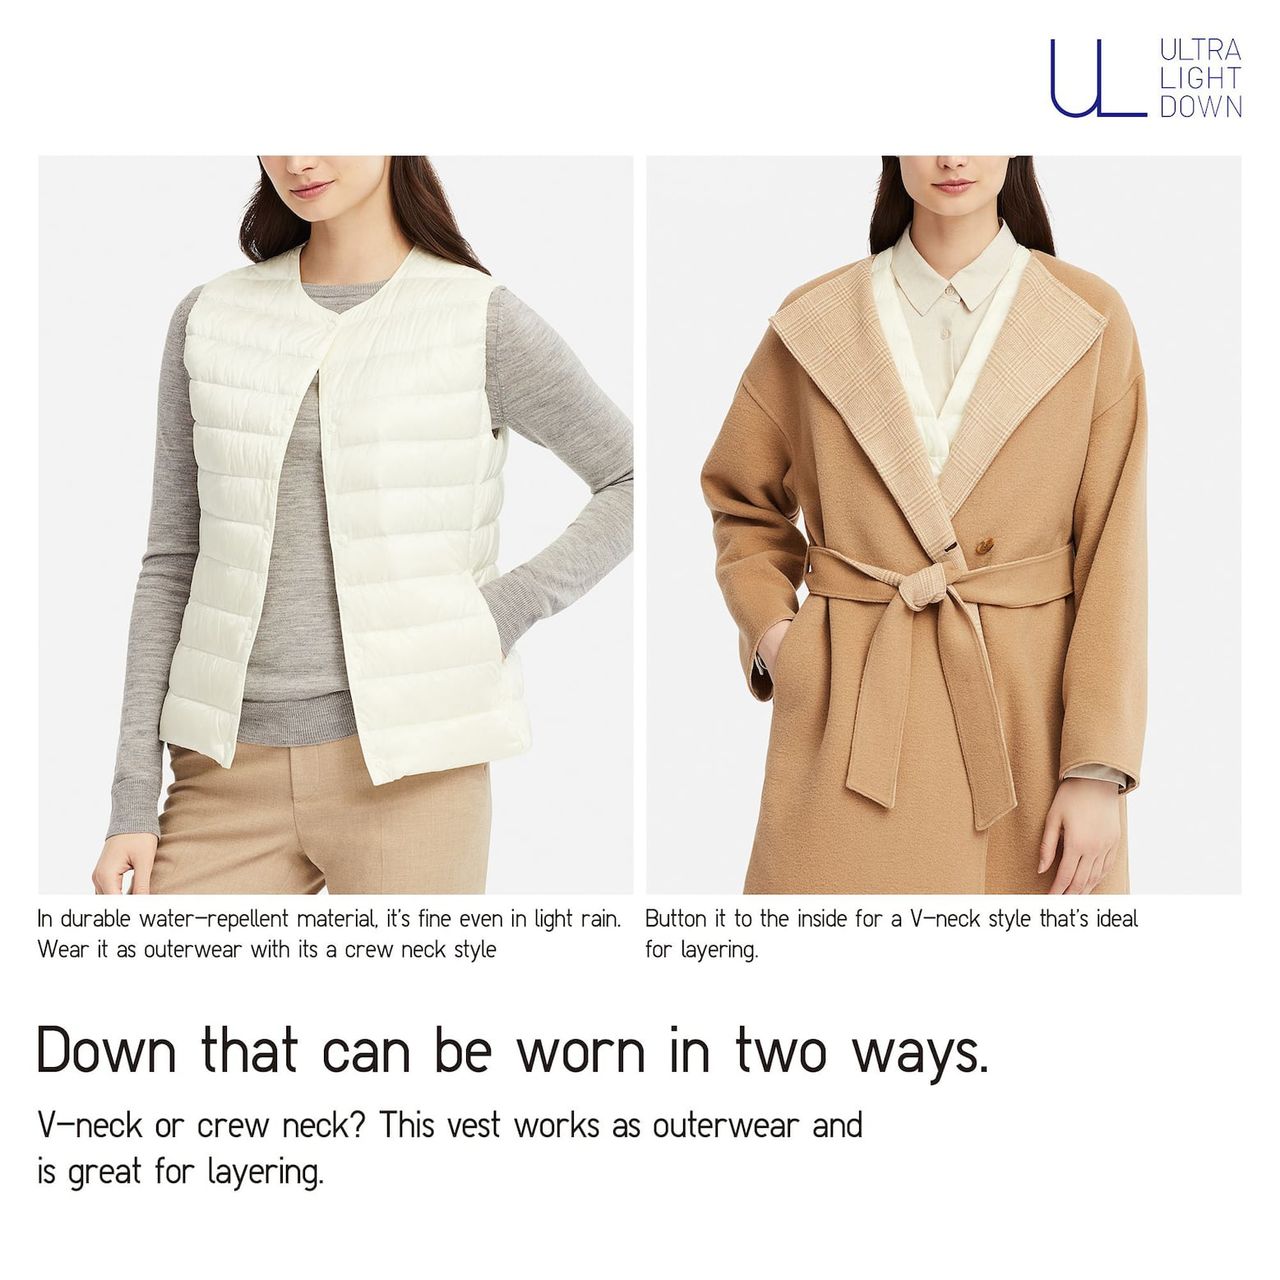 UL
ULTRA
LIGHT
DOWN
In durable water-repellent material, it's fine even in light rain.
Wear it as outerwear with its a crew neck style
Button it to the inside for a V-neck style that's ideal
for layering.
Down that can be worn in two ways.
V-neck or crew neck? This vest works as outerwear and
is great for layering.